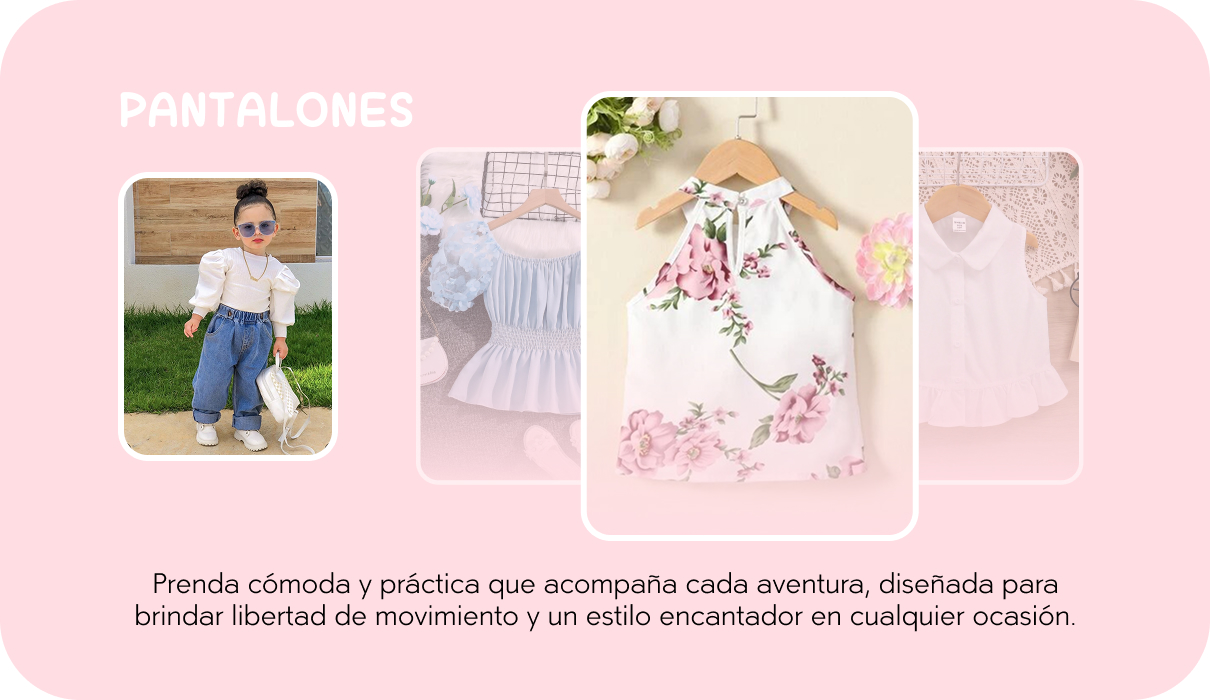 PANTALONES
Prenda cómoda y práctica que acompaña cada aventura, diseñada para
brindar libertad de movimiento y un estilo encantador en cualquier ocasión.